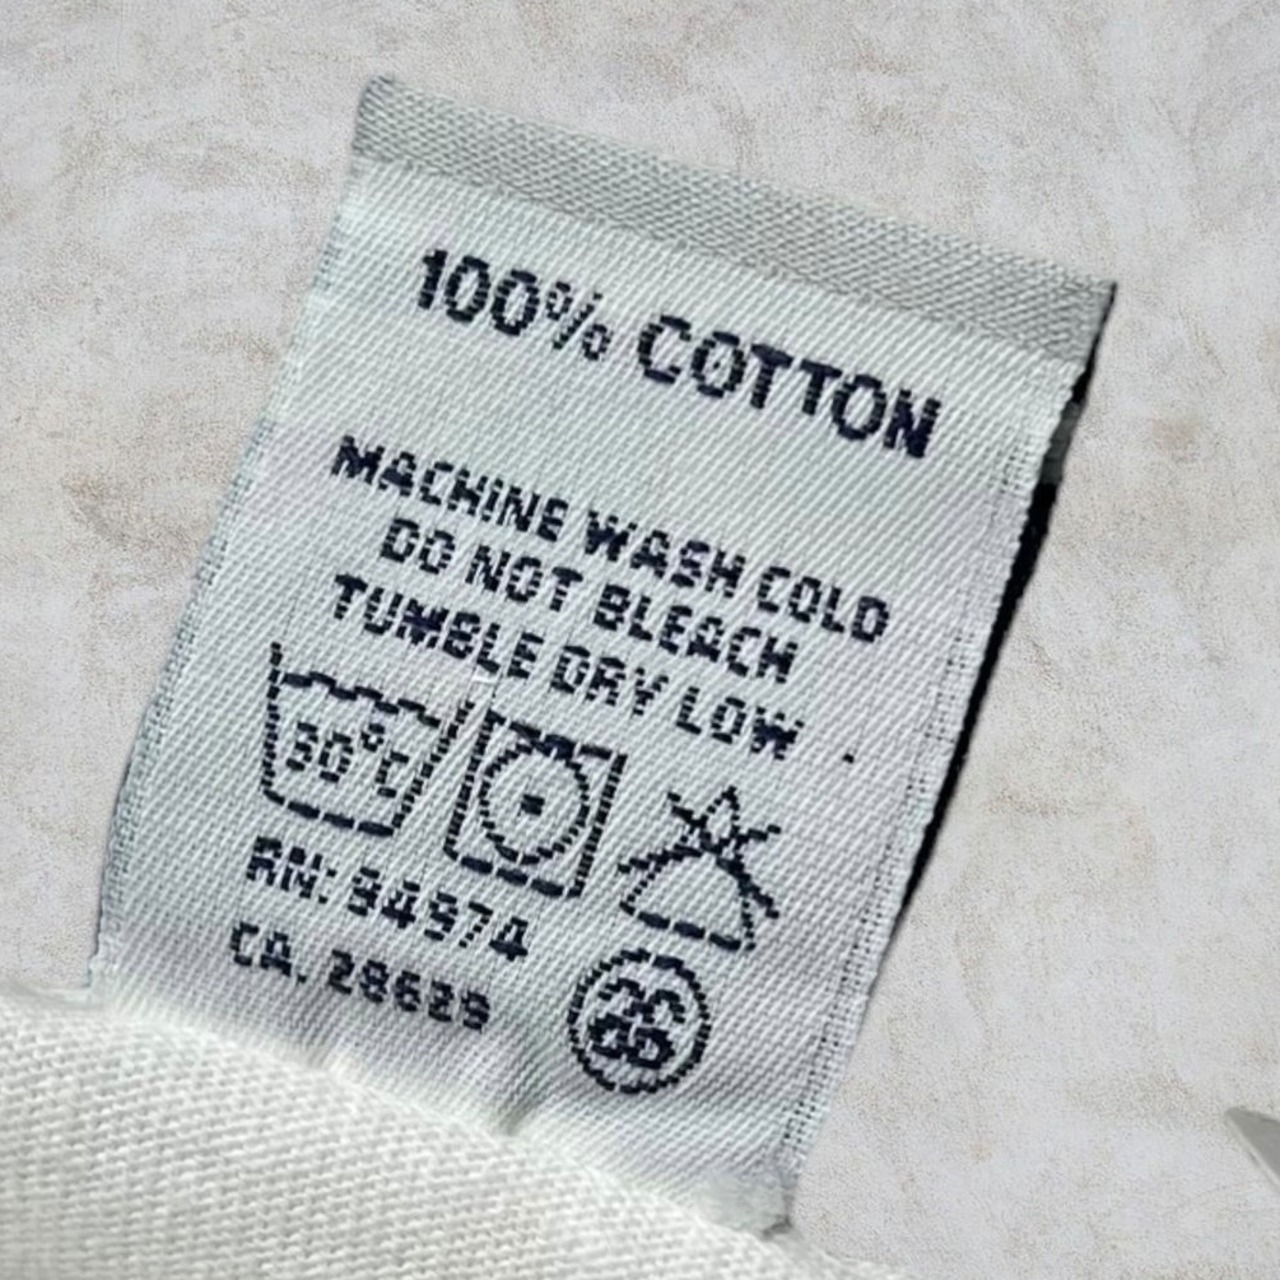 100% COTTON
MACHINE WASH COLD
DO NOT BLEACH
TUMBLE DRY LOW
30°C
RN: 94974
CA. 28629